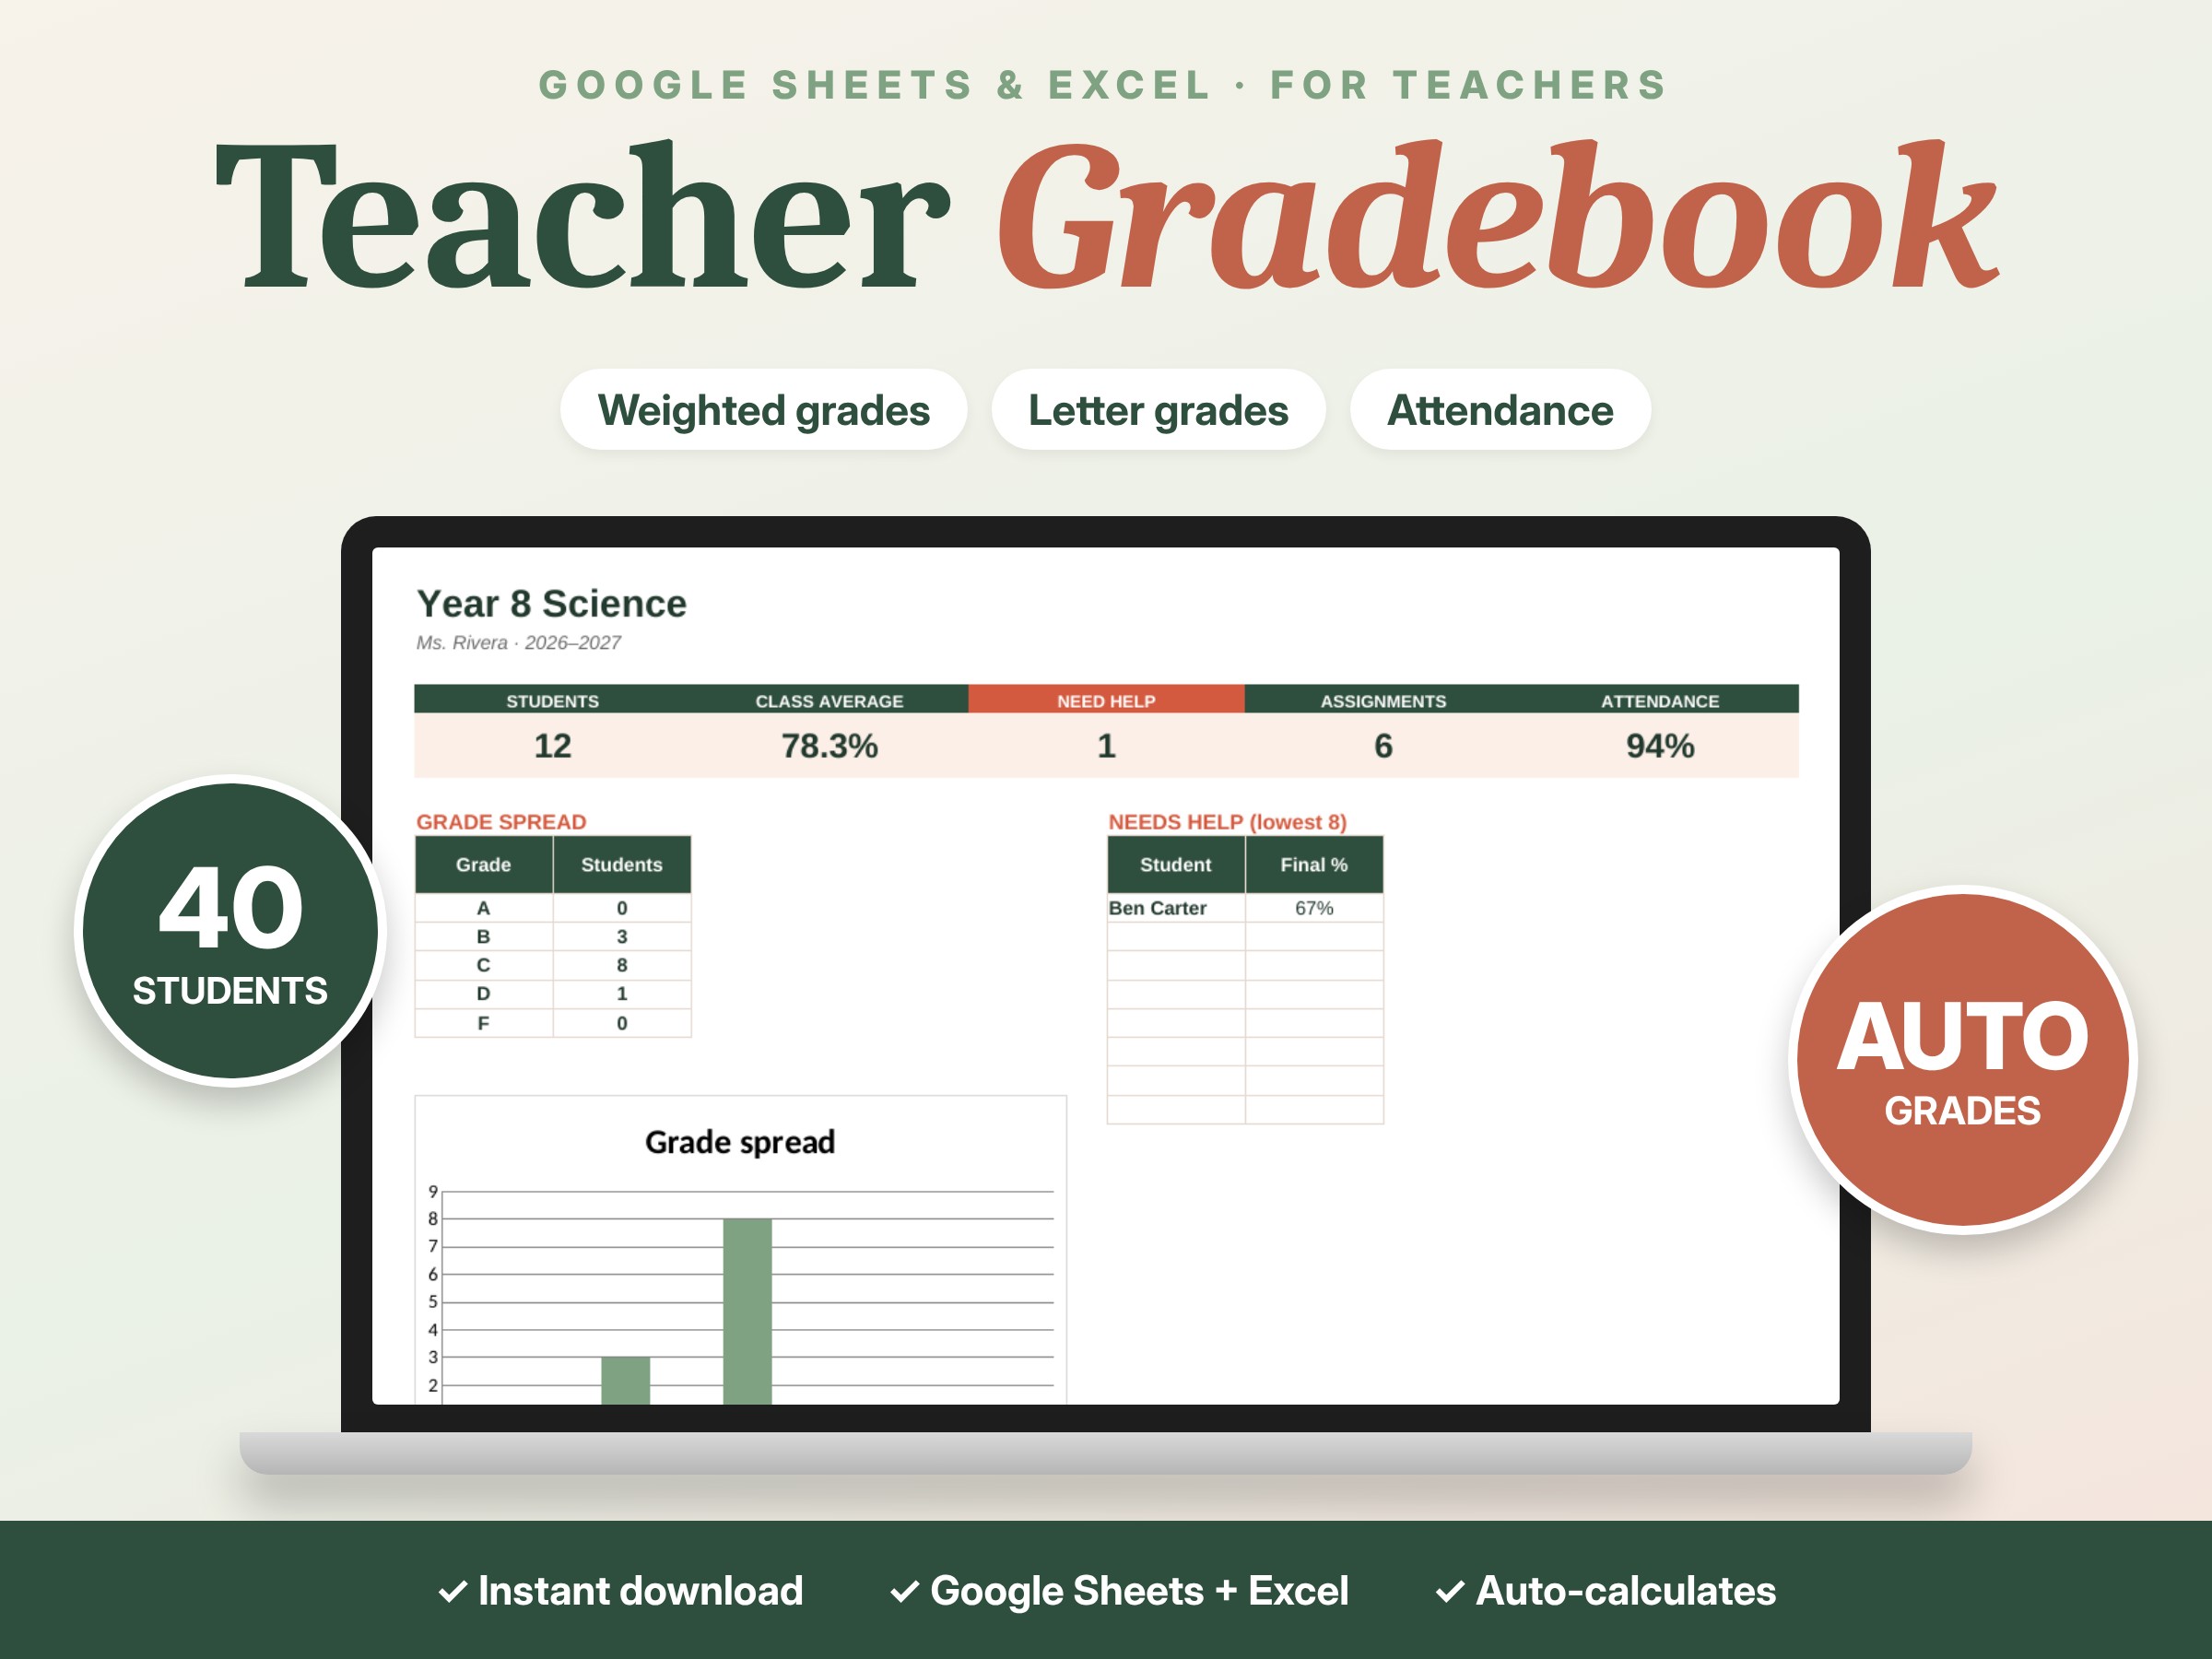 GOOGLE SHEETS & EXCEL · FOR TEACHERS
Teacher Gradebook
Weighted grades Letter grades Attendance
Year 8 Science
Ms. Rivera · 2026–2027
STUDENTS CLASS AVERAGE NEED HELP ASSIGNMENTS ATTENDANCE
12 78.3% 1 6 94%
GRADE SPREAD
Grade Students
A 0
B 3
C 8
D 1
F 0
NEEDS HELP (lowest 8)
Student Final %
Ben Carter 67%
Grade spread
9
8
7
6
5
4
3
2
40
STUDENTS
AUTO
GRADES
✓ Instant download ✓ Google Sheets + Excel ✓ Auto-calculates